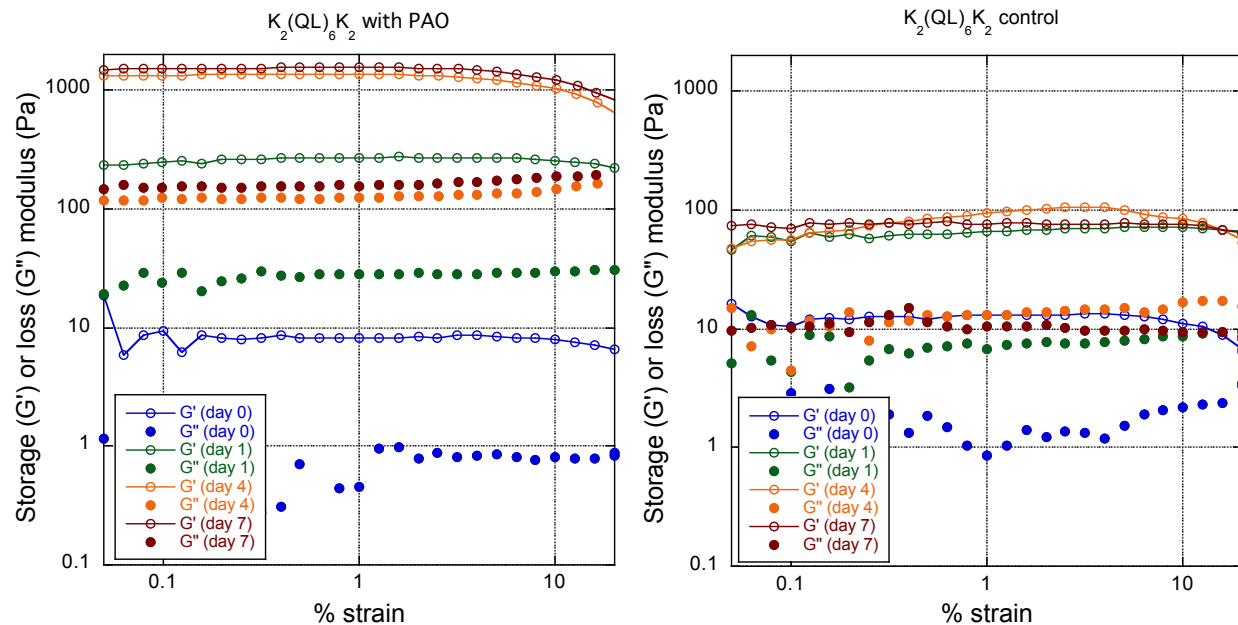 K₂(QL)₆K₂ with PAO
Storage (G') or loss (G") modulus (Pa)
1000
100
10
1
0.1
G' (day 0)
G" (day 0)
G' (day 1)
G" (day 1)
G' (day 4)
G" (day 4)
G' (day 7)
G" (day 7)
0.1 1 10
% strain
K₂(QL)₆K₂ control
Storage (G') or loss (G") modulus (Pa)
1000
100
10
1
0.1
G' (day 0)
G" (day 0)
G' (day 1)
G" (day 1)
G' (day 4)
G" (day 4)
G' (day 7)
G" (day 7)
0.1 1 10
% strain